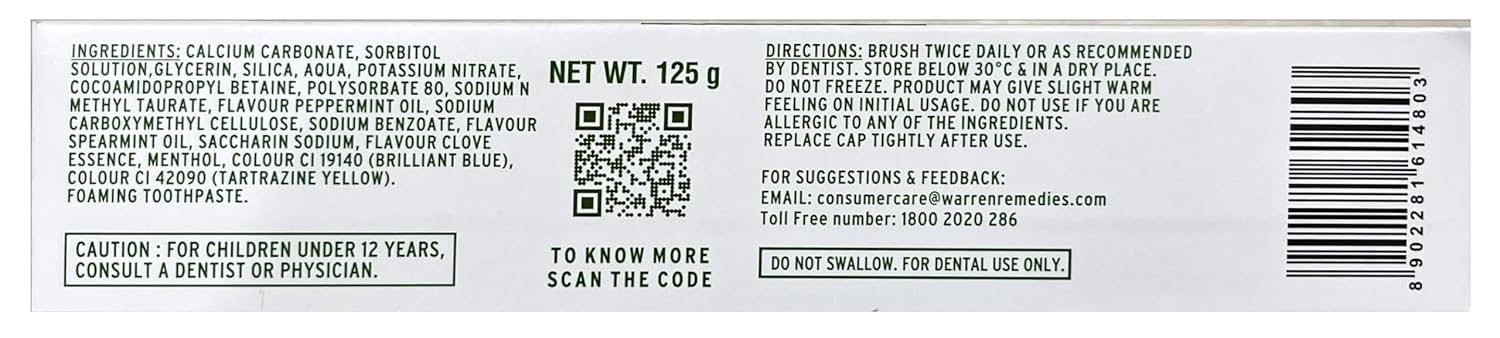 INGREDIENTS: CALCIUM CARBONATE, SORBITOL
SOLUTION,GLYCERIN, SILICA, AQUA, POTASSIUM NITRATE,
COCOAMIDOPROPYL BETAINE, POLYSORBATE 80, SODIUM N
METHYL TAURATE, FLAVOUR PEPPERMINT OIL, SODIUM
CARBOXYMETHYL CELLULOSE, SODIUM BENZOATE, FLAVOUR
SPEARMINT OIL, SACCHARIN SODIUM, FLAVOUR CLOVE
ESSENCE, MENTHOL, COLOUR CI 19140 (BRILLIANT BLUE),
COLOUR CI 42090 (TARTRAZINE YELLOW).
FOAMING TOOTHPASTE.
CAUTION : FOR CHILDREN UNDER 12 YEARS,
CONSULT A DENTIST OR PHYSICIAN.
NET WT. 125 g
TO KNOW MORE
SCAN THE CODE
DIRECTIONS: BRUSH TWICE DAILY OR AS RECOMMENDED
BY DENTIST. STORE BELOW 30°C & IN A DRY PLACE.
DO NOT FREEZE. PRODUCT MAY GIVE SLIGHT WARM
FEELING ON INITIAL USAGE. DO NOT USE IF YOU ARE
ALLERGIC TO ANY OF THE INGREDIENTS.
REPLACE CAP TIGHTLY AFTER USE.
FOR SUGGESTIONS & FEEDBACK:
EMAIL: consumercare@warrenremedies.com
Toll Free number: 1800 2020 286
DO NOT SWALLOW. FOR DENTAL USE ONLY.
8 902281 614803